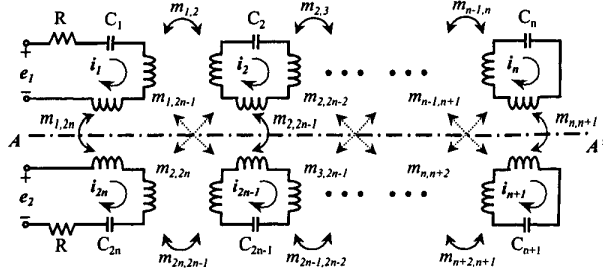 R C₁ m₁,₂ C₂ m₂,₃ mₙ₋₁,ₙ Cₙ
+
e₁ i₁ i₂ • • • • • • iₙ
−
m₁,₂ₙ₋₁ m₂,₂ₙ₋₂ mₙ₋₁,ₙ₊₁
m₁,₂ₙ m₂,₂ₙ₋₁ mₙ,ₙ₊₁
A A'
m₂,₂ₙ m₃,₂ₙ₋₁ mₙ,ₙ₊₂
+
e₂ i₂ₙ i₂ₙ₋₁ • • • • • • iₙ₊₁
−
R C₂ₙ m₂ₙ,₂ₙ₋₁ C₂ₙ₋₁ m₂ₙ₋₁,₂ₙ₋₂ mₙ₊₂,ₙ₊₁ Cₙ₊₁